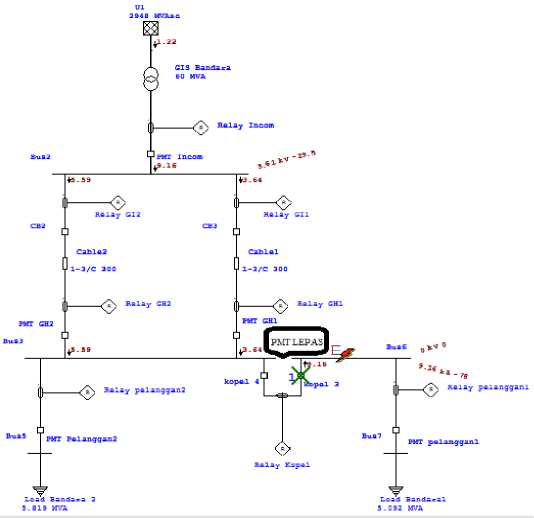 U1
3948 MVAsc
1.22
GIS Bandara
60 MVA
R Relay Incom
PMT Incom
Bus2
9.16
5.61 kv -29.5
5.59
3.64
R
R
Relay GI2
Relay GI1
CB2
CB3
Cable2
Cable1
1-3/C 300
1-3/C 300
R Relay GH2
R Relay GH1
PMT GH2
PMT GH1
Bus3
PMT LEPAS
Bus6
0 kv 0
5.59
3.64
E
9.16 ka -78
kopel 4
1
kopel 3
R Relay pelanggan2
R Relay pelanggan1
Bus5
PMT Pelanggan2
Bus7
PMT pelanggan1
R
Relay Kopel
Load Bandara 2
5.819 MVA
Load Bandara1
5.092 MVA